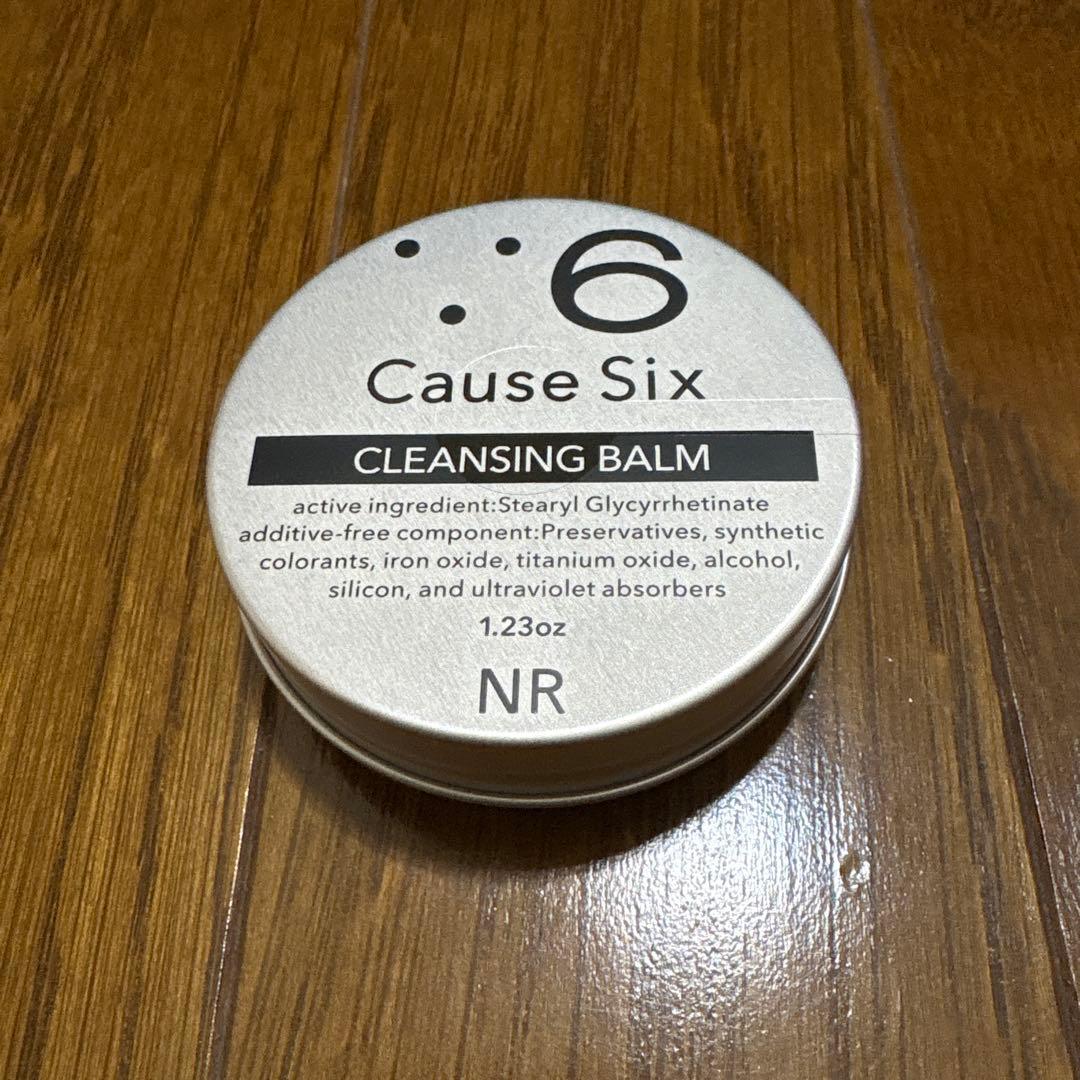 ∵6
Cause Six
CLEANSING BALM
active ingredient:Stearyl Glycyrrhetinate
additive-free component:Preservatives, synthetic
colorants, iron oxide, titanium oxide, alcohol,
silicon, and ultraviolet absorbers
1.23oz
NR